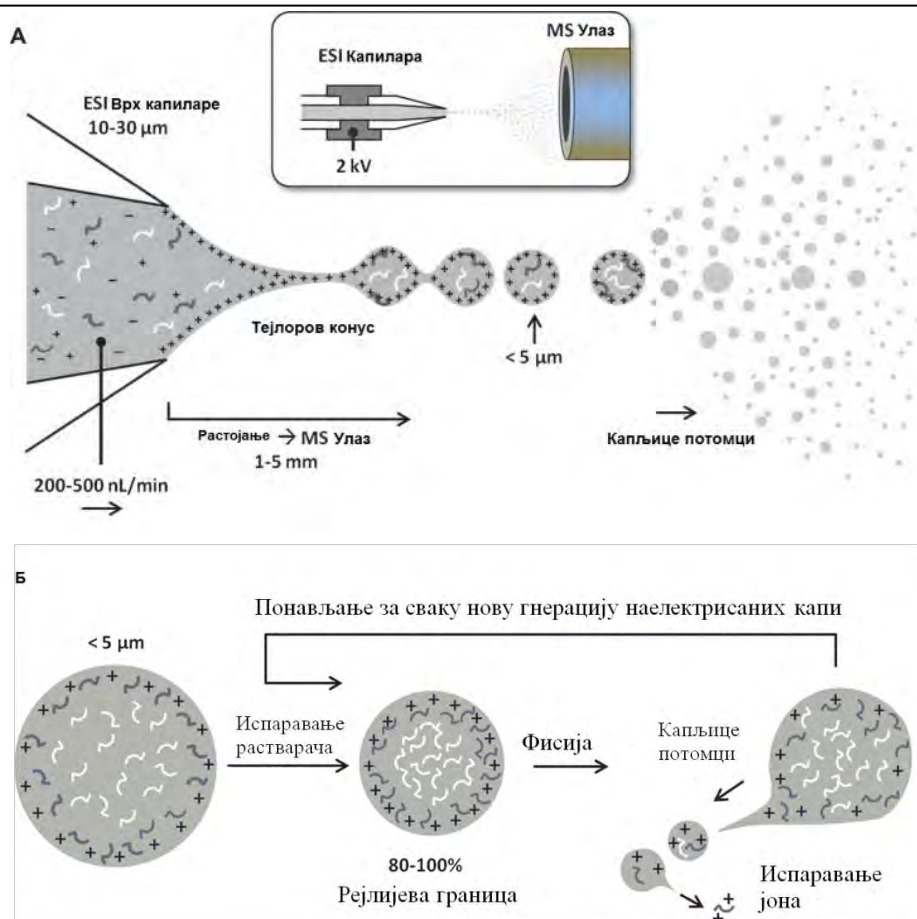 А
MS Улаз
ESI Капилара
2 kV
ESI Врх капиларе
10-30 µm
Тејлоров конус
< 5 µm
Растојање → MS Улаз
1-5 mm
Капљице потомци
200-500 nL/min
Б
Понављање за сваку нову гнерацију наелектрисаних капи
< 5 µm
Испаравање
растварача
Фисија
Капљице
потомци
80-100%
Рејлијева граница
Испаравање
јона